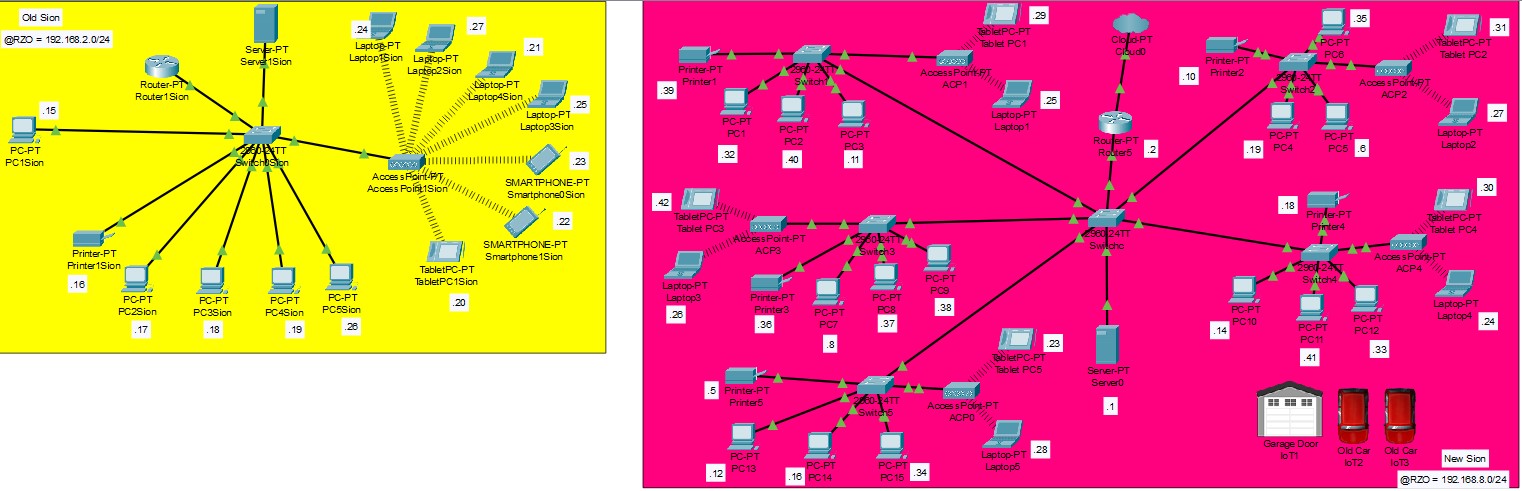 Old Sion
@RZO = 192.168.2.0/24
Server-PT
Server1Sion
Router-PT
Router1Sion
.15
PC-PT
PC1Sion
2950-24TT
Switch0Sion
.24
Laptop-PT
Laptop1Sion
.27
Laptop-PT
Laptop2Sion
.21
Laptop-PT
Laptop4Sion
.25
Laptop-PT
Laptop3Sion
AccessPoint-PT
Access Point1Sion
.23
SMARTPHONE-PT
Smartphone0Sion
.22
SMARTPHONE-PT
Smartphone1Sion
TabletPC-PT
TabletPC1Sion
.20
Printer-PT
Printer1Sion
.16
PC-PT
PC2Sion
.17
PC-PT
PC3Sion
.18
PC-PT
PC4Sion
.19
PC-PT
PC5Sion
.26
Printer-PT
Printer1
.39
2960-24TT
Switch1
PC-PT
PC1
.32
PC-PT
PC2
.40
PC-PT
PC3
.11
AccessPoint-PT
ACP1
.29
TabletPC-PT
Tablet PC1
.25
Laptop-PT
Laptop1
Cloud-PT
Cloud0
Router-PT
Router5
.2
Printer-PT
Printer2
.10
2960-24TT
Switch2
.35
PC-PT
PC6
PC-PT
PC4
.19
PC-PT
PC5
.6
AccessPoint-PT
ACP2
.31
TabletPC-PT
Tablet PC2
.27
Laptop-PT
Laptop2
.42
TabletPC-PT
Tablet PC3
AccessPoint-PT
ACP3
Laptop-PT
Laptop3
.26
2960-24TT
Switch3
Printer-PT
Printer3
.36
PC-PT
PC7
.8
PC-PT
PC8
.37
PC-PT
PC9
.38
2960-24TT
Switchc
Server-PT
Server0
.1
.18
Printer-PT
Printer4
2960-24TT
Switch4
AccessPoint-PT
ACP4
.30
TabletPC-PT
Tablet PC4
Laptop-PT
Laptop4
.24
PC-PT
PC10
.14
PC-PT
PC11
.41
PC-PT
PC12
.33
.5
Printer-PT
Printer5
2960-24TT
Switch5
AccessPoint-PT
ACP0
.23
TabletPC-PT
Tablet PC5
.28
Laptop-PT
Laptop5
PC-PT
PC13
.12
PC-PT
PC14
.16
PC-PT
PC15
.34
Garage Door
IoT1
Old Car
IoT2
Old Car
IoT3
New Sion
@RZO = 192.168.8.0/24